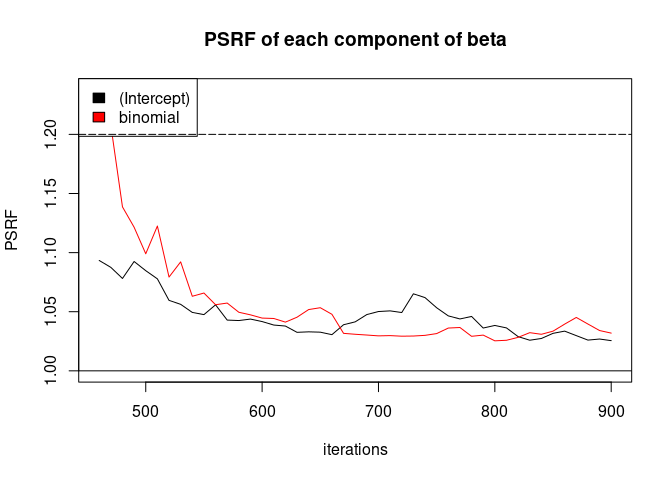 PSRF of each component of beta
(Intercept)
binomial
PSRF
1.20
1.15
1.10
1.05
1.00
500 600 700 800 900
iterations